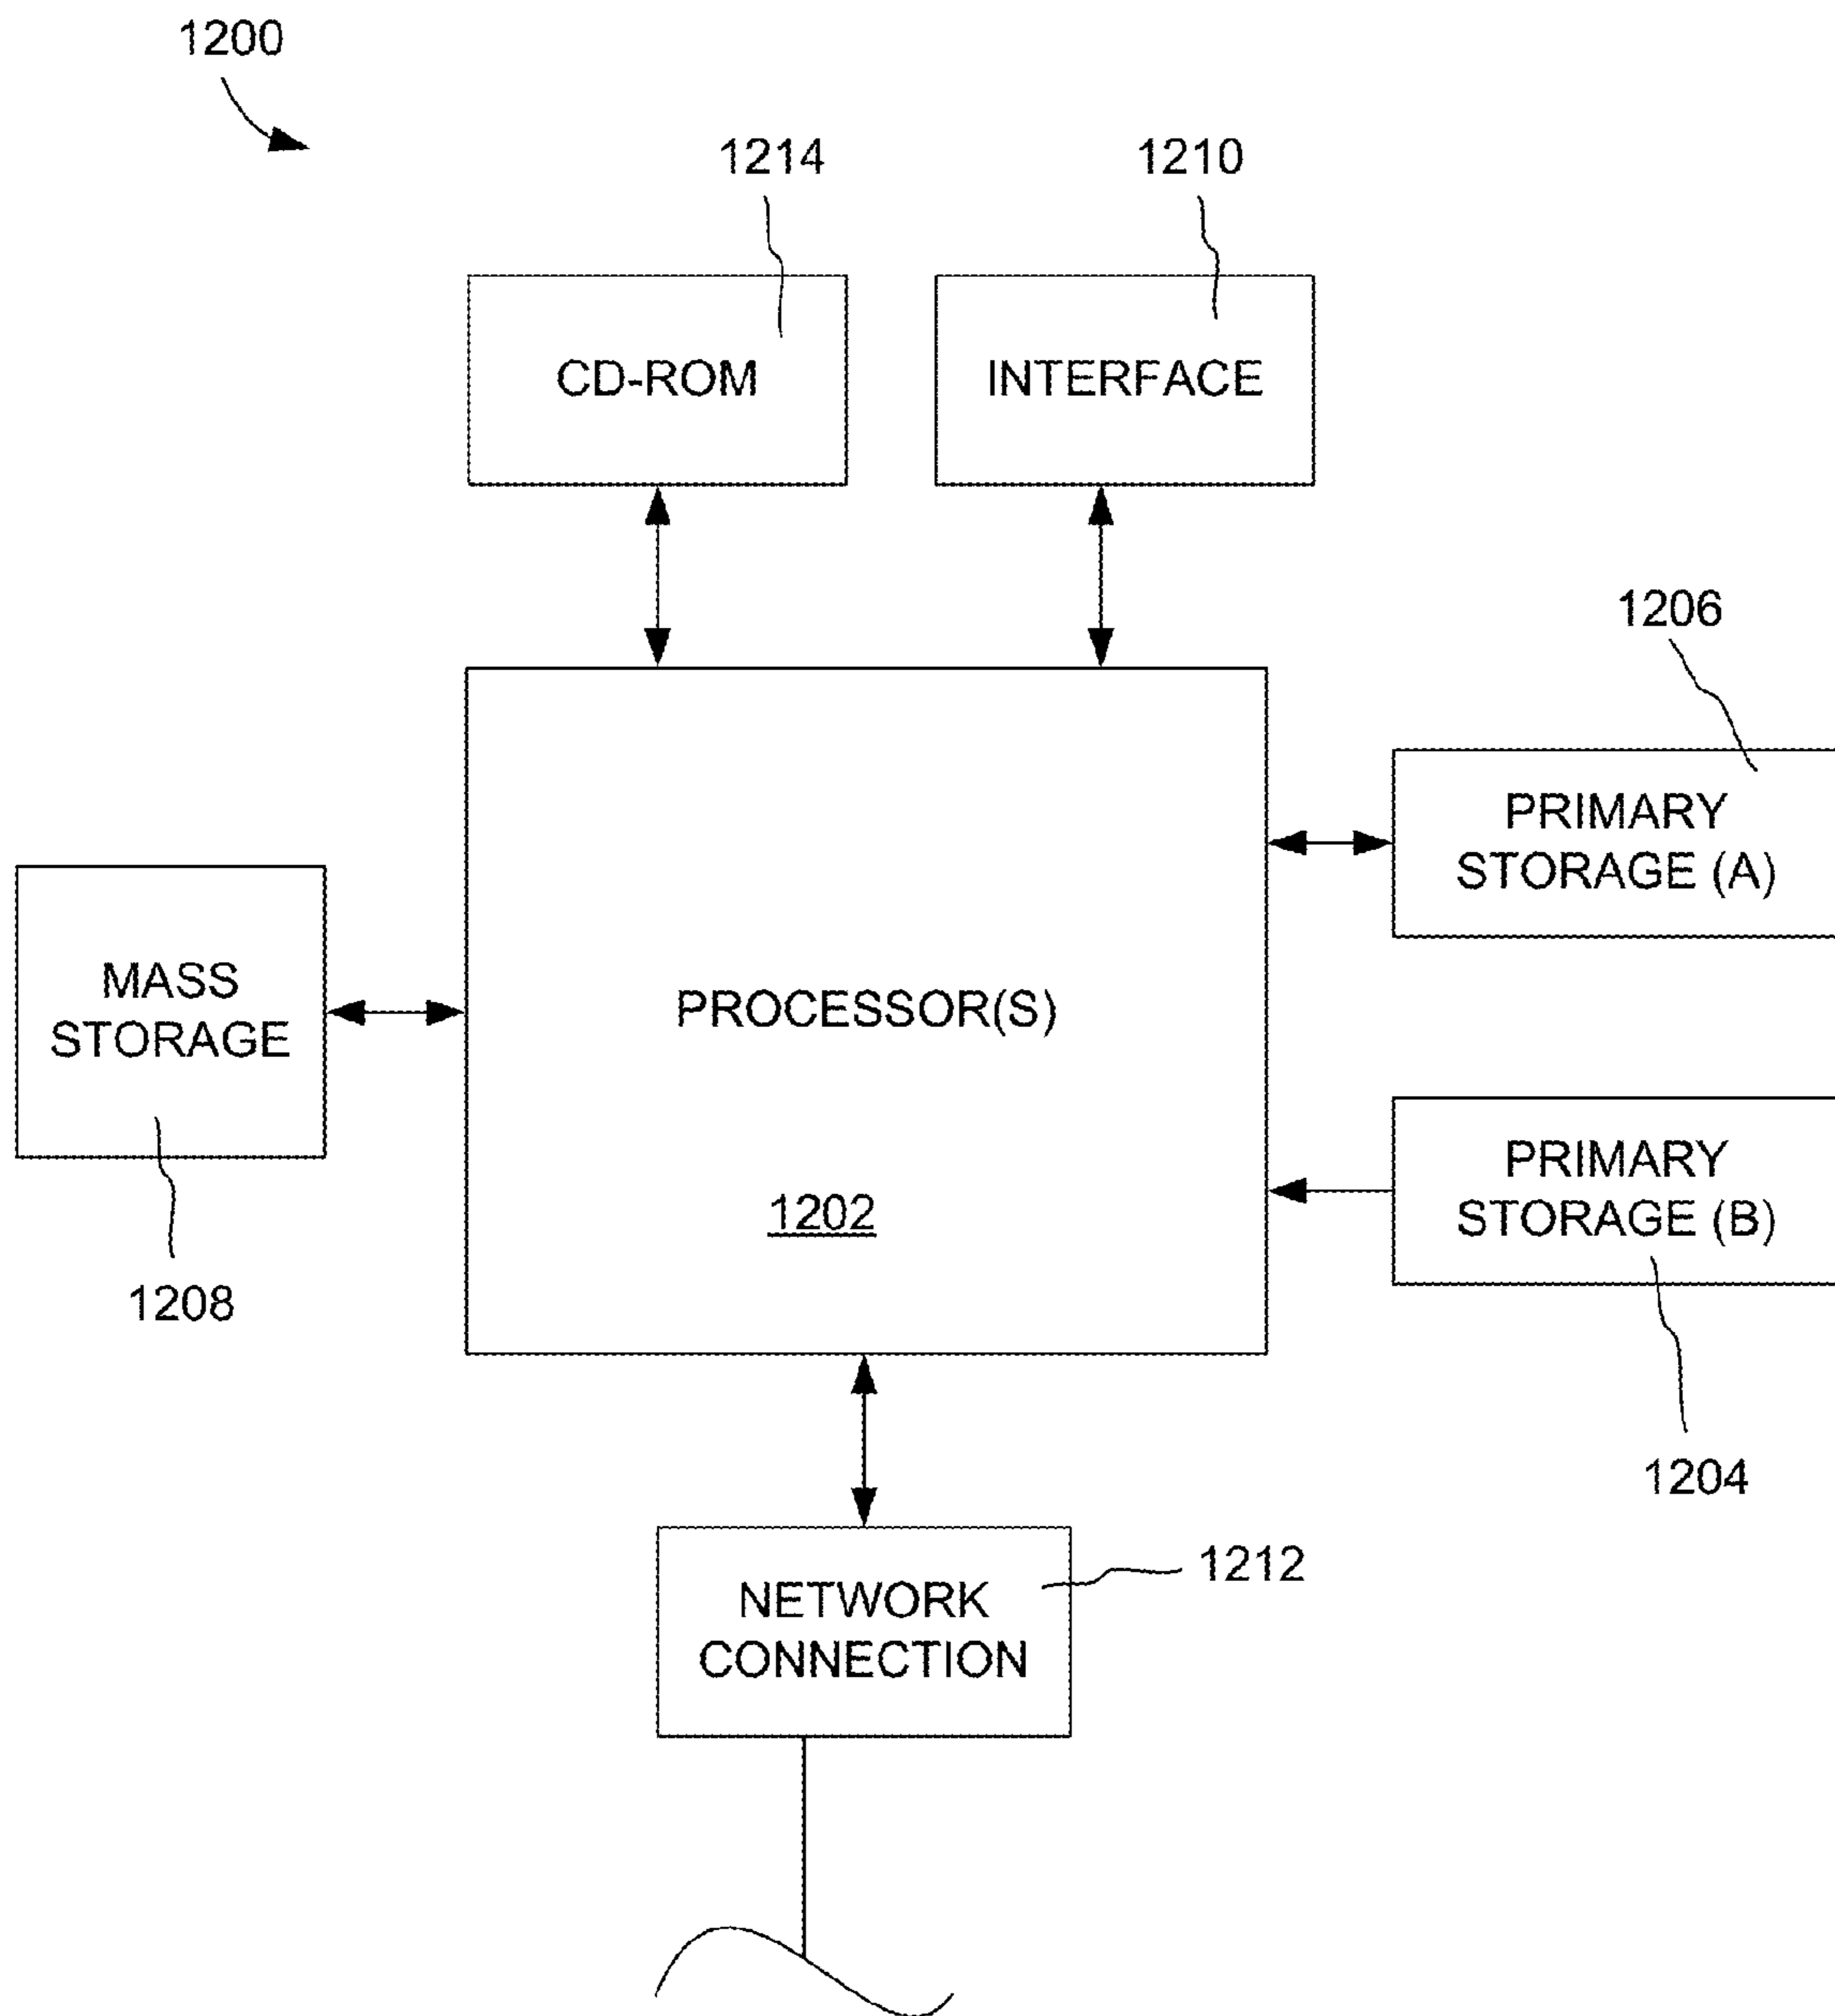 1200
1214
1210
CD-ROM
INTERFACE
1206
PRIMARY
STORAGE (A)
MASS
STORAGE
PROCESSOR(S)
PRIMARY
STORAGE (B)
1202
1208
1204
1212
NETWORK
CONNECTION